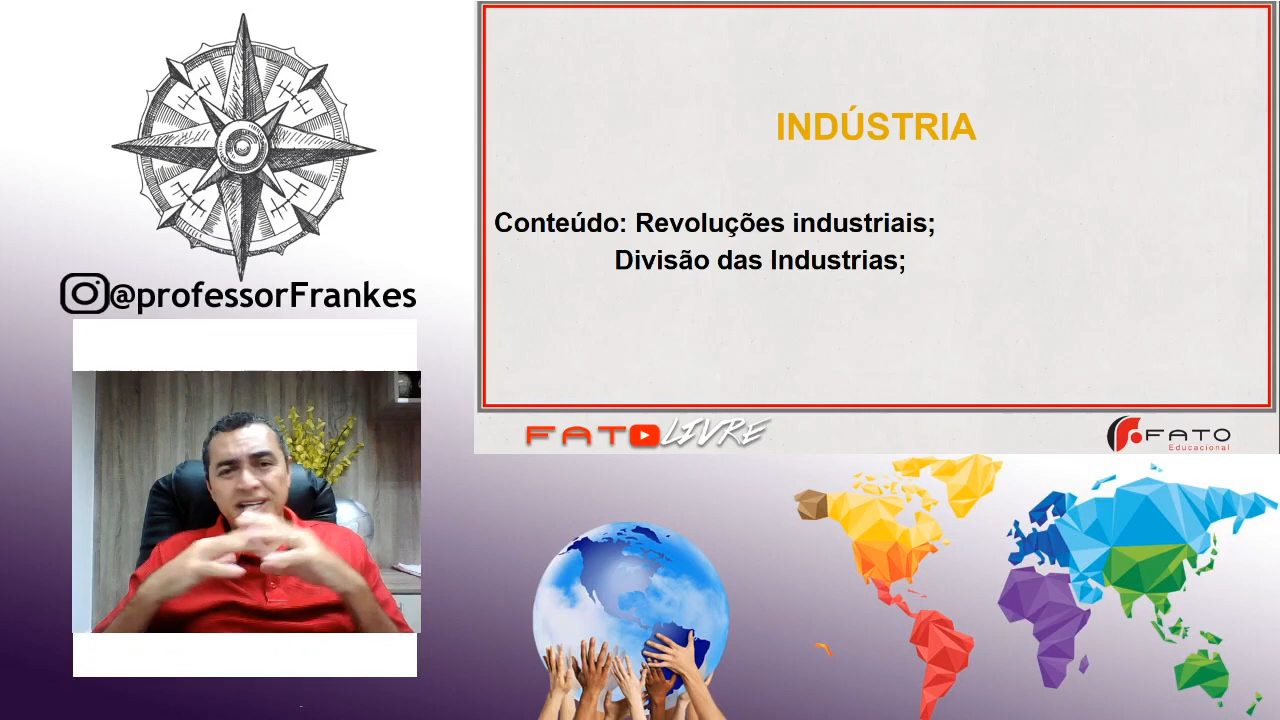 @professorFrankes
INDÚSTRIA
Conteúdo: Revoluções industriais;
Divisão das Industrias;
FATO LIVRE
FATO
Educacional